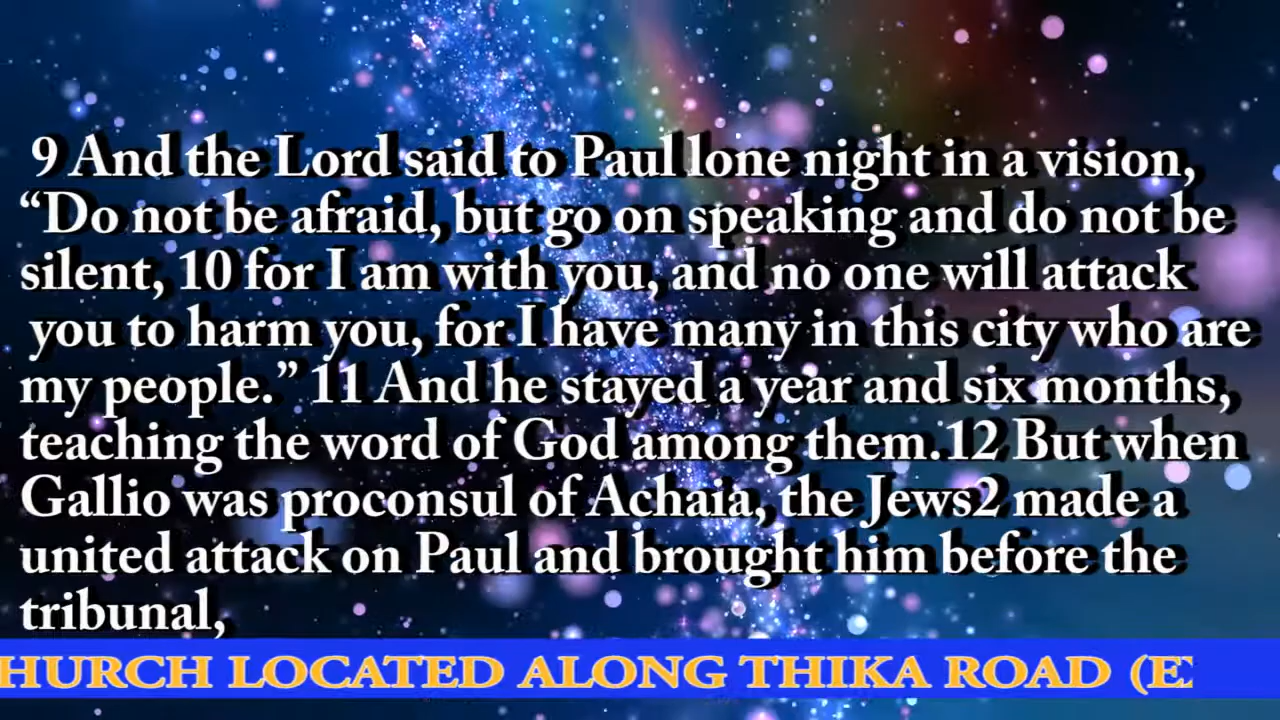 9 And the Lord said to Paul lone night in a vision,
“Do not be afraid, but go on speaking and do not be
silent, 10 for I am with you, and no one will attack
you to harm you, for I have many in this city who are
my people.” 11 And he stayed a year and six months,
teaching the word of God among them.12 But when
Gallio was proconsul of Achaia, the Jews2 made a
united attack on Paul and brought him before the
tribunal,
HURCH LOCATED ALONG THIKA ROAD (E